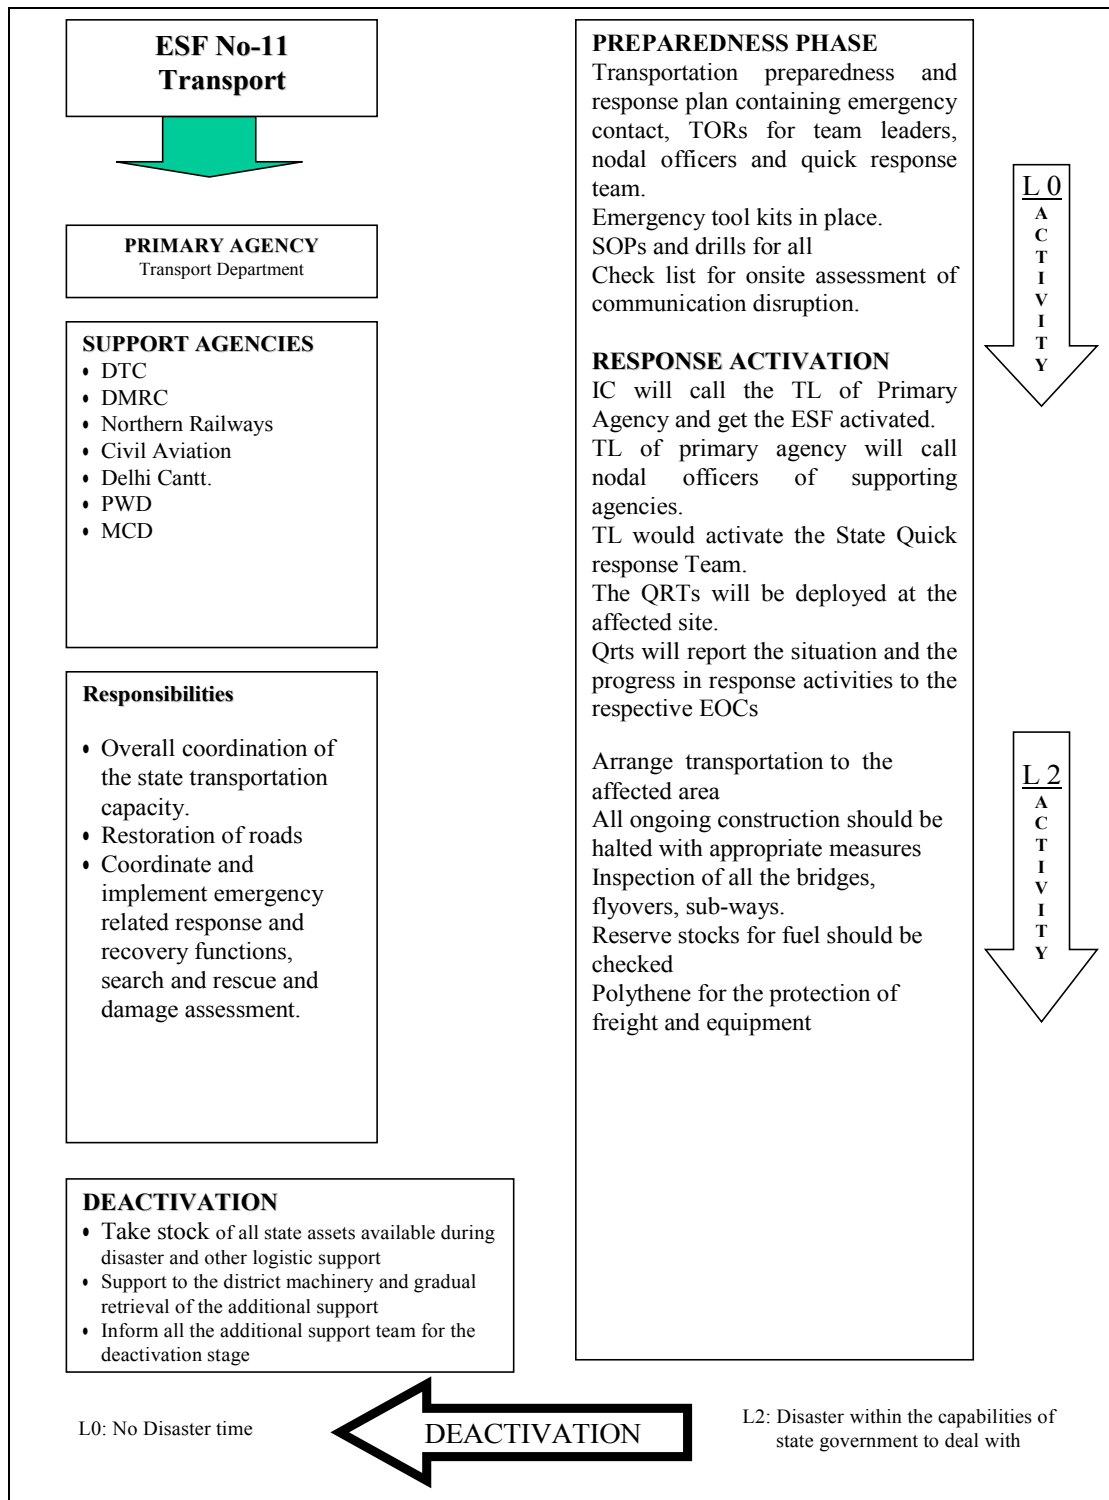 ESF No-11
Transport
PRIMARY AGENCY
Transport Department
SUPPORT AGENCIES
• DTC
• DMRC
• Northern Railways
• Civil Aviation
• Delhi Cantt.
• PWD
• MCD
Responsibilities
• Overall coordination of
the state transportation
capacity.
• Restoration of roads
• Coordinate and
implement emergency
related response and
recovery functions,
search and rescue and
damage assessment.
DEACTIVATION
• Take stock of all state assets available during
disaster and other logistic support
• Support to the district machinery and gradual
retrieval of the additional support
• Inform all the additional support team for the
deactivation stage
PREPAREDNESS PHASE
Transportation preparedness and
response plan containing emergency
contact, TORs for team leaders,
nodal officers and quick response
team.
Emergency tool kits in place.
SOPs and drills for all
Check list for onsite assessment of
communication disruption.
RESPONSE ACTIVATION
IC will call the TL of Primary
Agency and get the ESF activated.
TL of primary agency will call
nodal officers of supporting
agencies.
TL would activate the State Quick
response Team.
The QRTs will be deployed at the
affected site.
Qrts will report the situation and the
progress in response activities to the
respective EOCs
Arrange transportation to the
affected area
All ongoing construction should be
halted with appropriate measures
Inspection of all the bridges,
flyovers, sub-ways.
Reserve stocks for fuel should be
checked
Polythene for the protection of
freight and equipment
L 0
ACTIVITY
L 2
ACTIVITY
L0: No Disaster time
DEACTIVATION
L2: Disaster within the capabilities of
state government to deal with